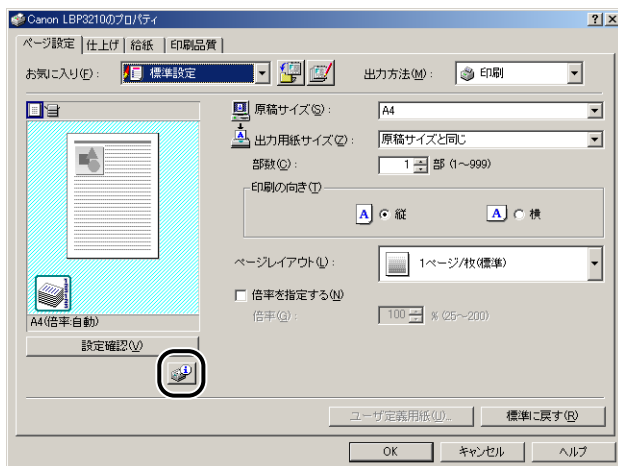 Canon LBP3210のプロパティ
ページ設定 仕上げ 給紙 印刷品質
お気に入り(F): 標準設定 出力方法(M): 印刷
原稿サイズ(S): A4
出力用紙サイズ(Z): 原稿サイズと同じ
部数(C): 1 部 (1～999)
印刷の向き(T)
A 縦 A 横
ページレイアウト(L): 1ページ/枚(標準)
倍率を指定する(N)
倍率(G): 100 % (25～200)
A4(倍率:自動)
設定確認(V)
ユーザ定義用紙(U)... 標準に戻す(R)
OK キャンセル ヘルプ